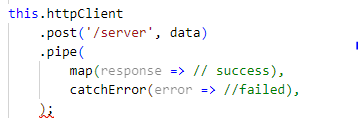 this.httpClient
.post('/server', data)
.pipe(
map(response => // success),
catchError(error => //failed),
);